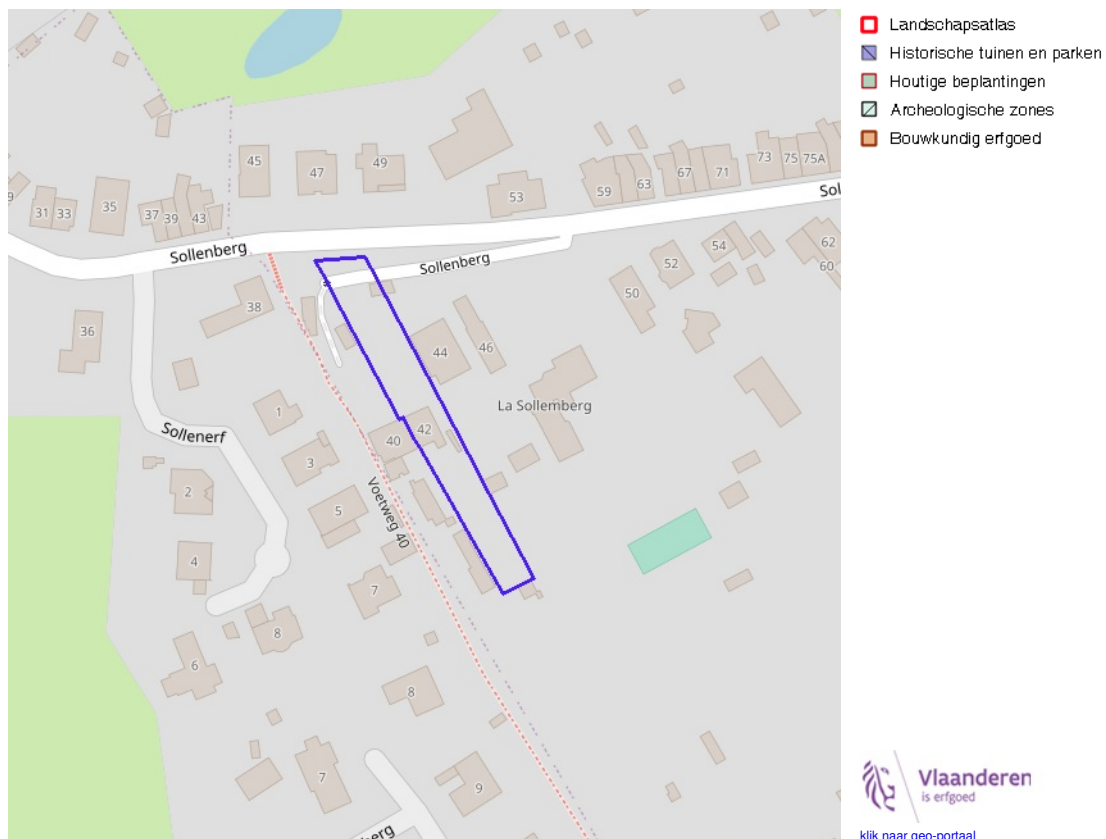 Landschapsatlas
Historische tuinen en parken
Houtige beplantingen
Archeologische zones
Bouwkundig erfgoed
45
47
49
53
59
63
67
71
73
75
75A
9
31
33
35
37
39
43
Sollenberg
Sol
Sollenberg
54
62
60
52
50
38
36
44
46
La Sollemberg
1
40
42
Sollenerf
3
2
5
Voetweg 40
4
7
8
6
8
7
9
berg
Vlaanderen
is erfgoed
klik naar geo-portaal